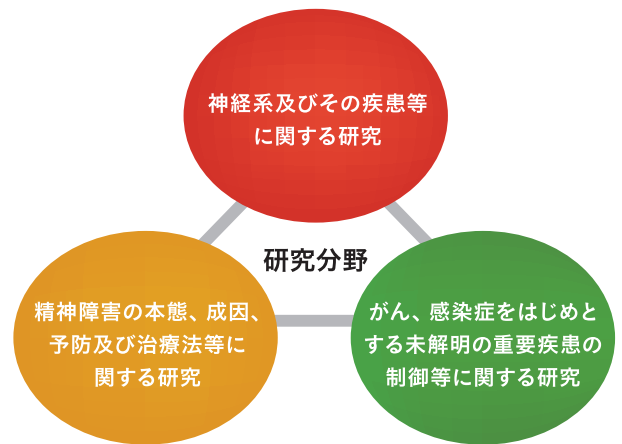 神経系及びその疾患等
に関する研究
研究分野
精神障害の本態、成因、
予防及び治療法等に
関する研究
がん、感染症をはじめと
する未解明の重要疾患の
制御等に関する研究